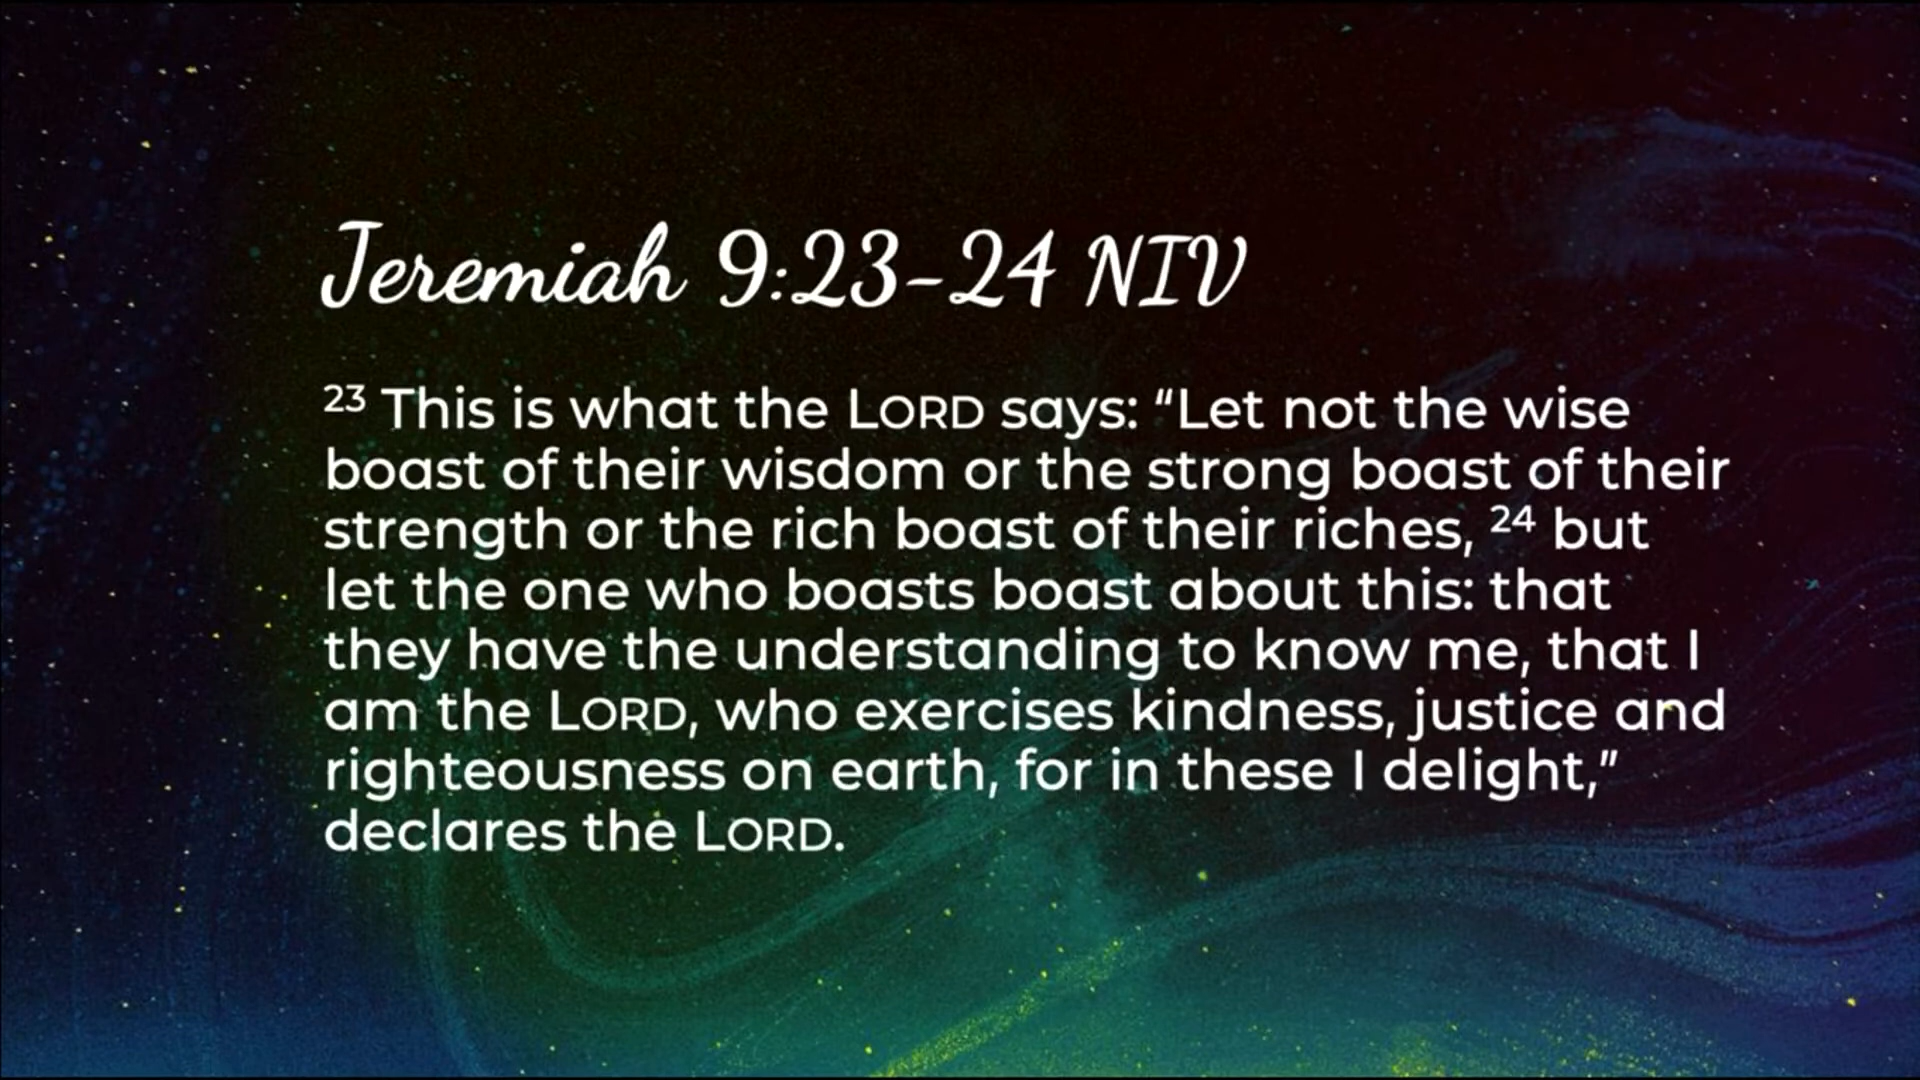 Jeremiah 9:23-24 NIV
23 This is what the LORD says: “Let not the wise
boast of their wisdom or the strong boast of their
strength or the rich boast of their riches, 24 but
let the one who boasts boast about this: that
they have the understanding to know me, that I
am the LORD, who exercises kindness, justice and
righteousness on earth, for in these I delight,”
declares the LORD.